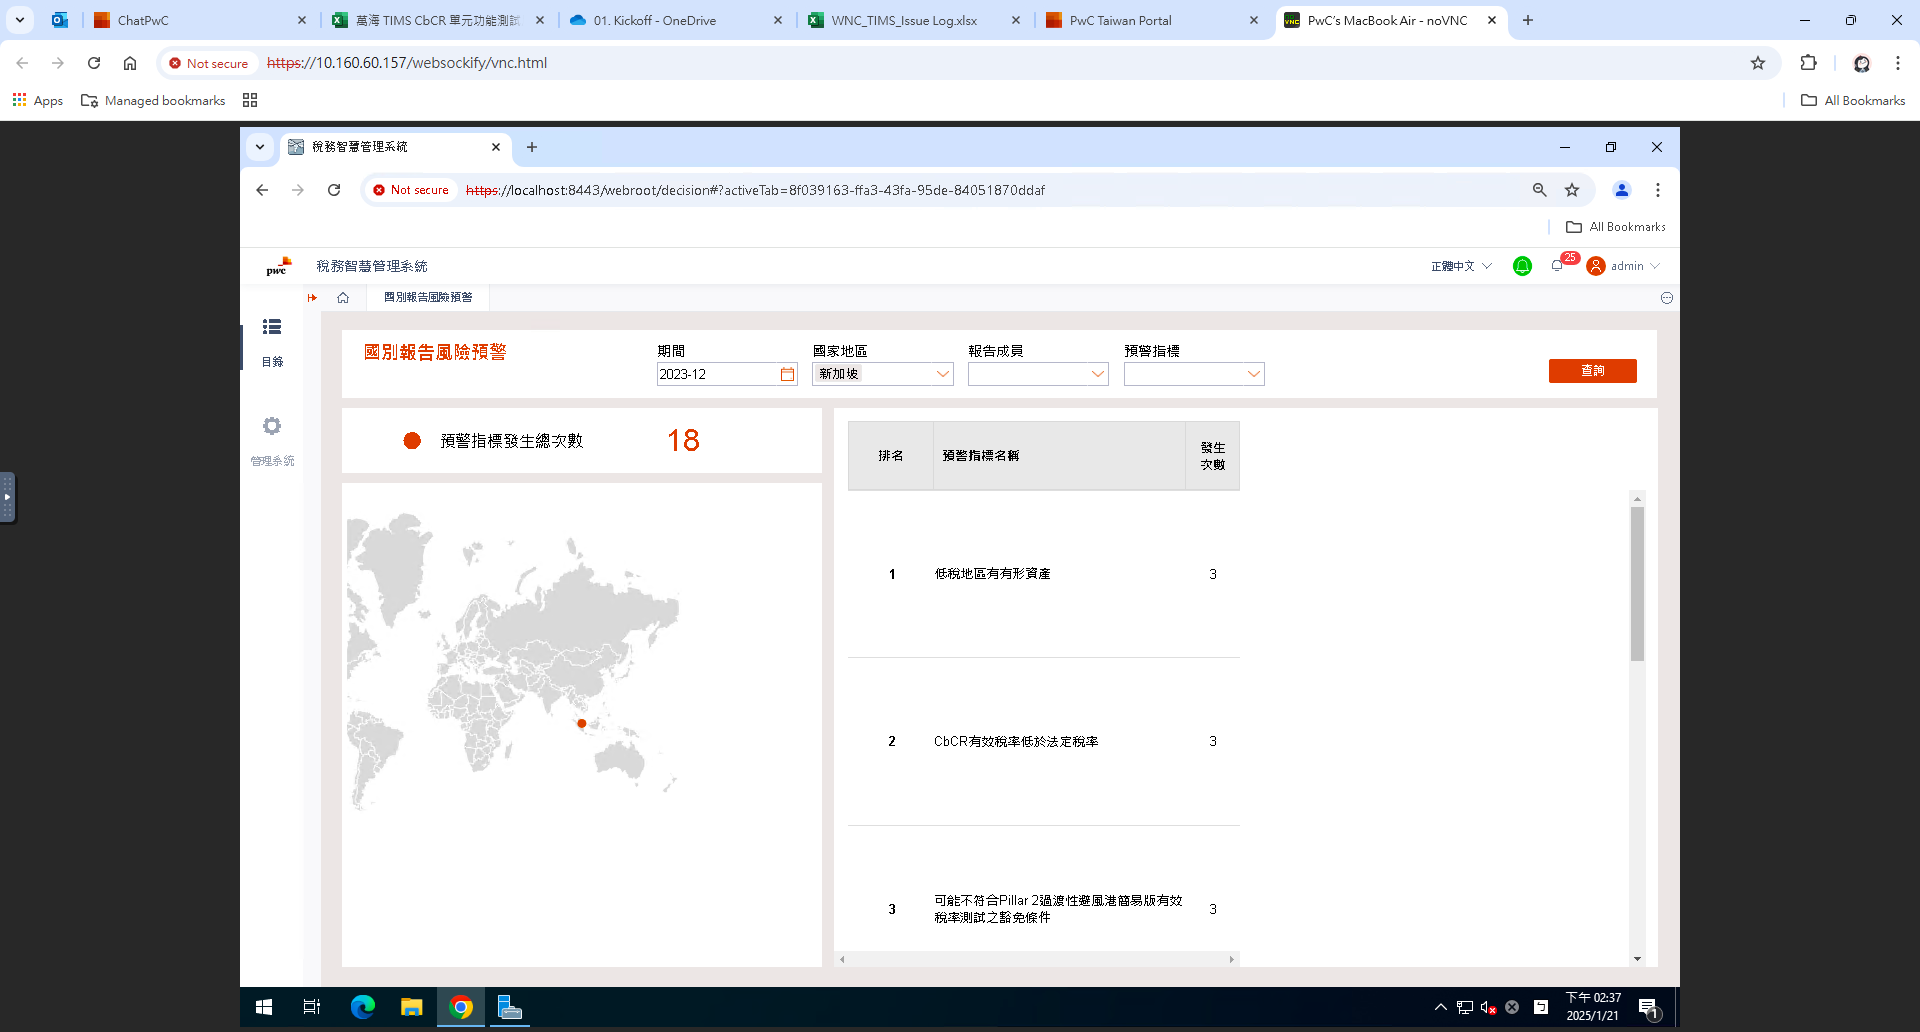 ChatPwC
萬海 TIMS CbCR 單元功能測試
01. Kickoff - OneDrive
WNC_TIMS_Issue Log.xlsx
PwC Taiwan Portal
PwC's MacBook Air - noVNC
Not secure
https://10.160.60.157/websockify/vnc.html
Apps
Managed bookmarks
All Bookmarks
稅務智慧管理系統
Not secure
https://localhost:8443/webroot/decision#?activeTab=8f039163-ffa3-43fa-95de-84051870ddaf
All Bookmarks
pwc
稅務智慧管理系統
正體中文
25
admin
國別報告風險預警
目錄
管理系統
國別報告風險預警
期間
國家地區
報告成員
預警指標
2023-12
新加坡
查詢
預警指標發生總次數
18
排名
預警指標名稱
發生
次數
1
低稅地區有有形資產
3
2
CbCR有效稅率低於法定稅率
3
3
可能不符合Pillar 2過渡性避風港簡易版有效
稅率測試之豁免條件
3
下午 02:37
2025/1/21
1